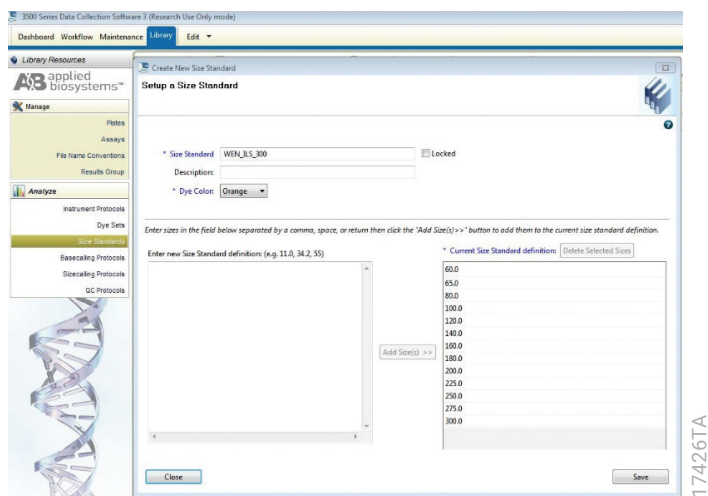 3500 Series Data Collection Software 3 (Research Use Only mode)
Dashboard Workflow Maintenance Library Edit
Library Resources
AB applied biosystems™
Manage
Plates
Assays
File Name Conventions
Results Group
Analyze
Instrument Protocols
Dye Sets
Size Standards
Basecalling Protocols
Sizecalling Protocols
QC Protocols
Create New Size Standard
Setup a Size Standard
* Size Standard WEN_ILS_300 Locked
Description:
* Dye Color: Orange
Enter sizes in the field below separated by a comma, space, or return then click the "Add Size(s)>>" button to add them to the current size standard definition.
Enter new Size Standard definition: (e.g. 11.0, 34.2, 55)
* Current Size Standard definition: Delete Selected Sizes
60.0
65.0
80.0
100.0
120.0
140.0
160.0
180.0
200.0
225.0
250.0
275.0
300.0
Add Size(s) >>
Close
Save
17426TA